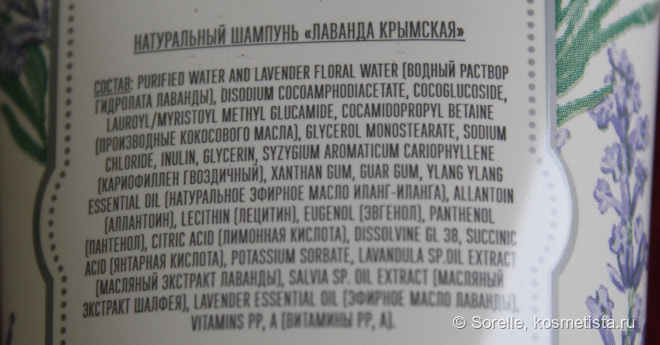 НАТУРАЛЬНЫЙ ШАМПУНЬ «ЛАВАНДА КРЫМСКАЯ»
СОСТАВ: PURIFIED WATER AND LAVENDER FLORAL WATER (ВОДНЫЙ РАСТВОР
ГИДРОЛАТА ЛАВАНДЫ), DISODIUM COCOAMPHODIACETATE, COCOGLUCOSIDE,
LAUROYL/MYRISTOYL METHYL GLUCAMIDE, COCAMIDOPROPYL BETAINE
(ПРОИЗВОДНЫЕ КОКОСОВОГО МАСЛА), GLYCEROL MONOSTEARATE, SODIUM
CHLORIDE, INULIN, GLYCERIN, SYZYGIUM AROMATICUM CARIOPHYLLENE
(КАРИОФИЛЛЕН ГВОЗДИЧНЫЙ), XANTHAN GUM, GUAR GUM, YLANG YLANG
ESSENTIAL OIL (НАТУРАЛЬНОЕ ЭФИРНОЕ МАСЛО ИЛАНГ-ИЛАНГА), ALLANTOIN
(АЛЛАНТОИН), LECITHIN (ЛЕЦИТИН), EUGENOL (ЭВГЕНОЛ), PANTHENOL
(ПАНТЕНОЛ), CITRIC ACID (ЛИМОННАЯ КИСЛОТА), DISSOLVINE GL 38, SUCCINIC
ACID (ЯНТАРНАЯ КИСЛОТА), POTASSIUM SORBATE, LAVANDULA SP.OIL EXTRACT
(МАСЛЯНЫЙ ЭКСТРАКТ ЛАВАНДЫ), SALVIA SP. OIL EXTRACT (МАСЛЯНЫЙ
ЭКСТРАКТ ШАЛФЕЯ), LAVENDER ESSENTIAL OIL (ЭФИРНОЕ МАСЛО ЛАВАНДЫ),
VITAMINS PP, A (ВИТАМИНЫ PP, A).
© Sorelle, kosmetista.ru